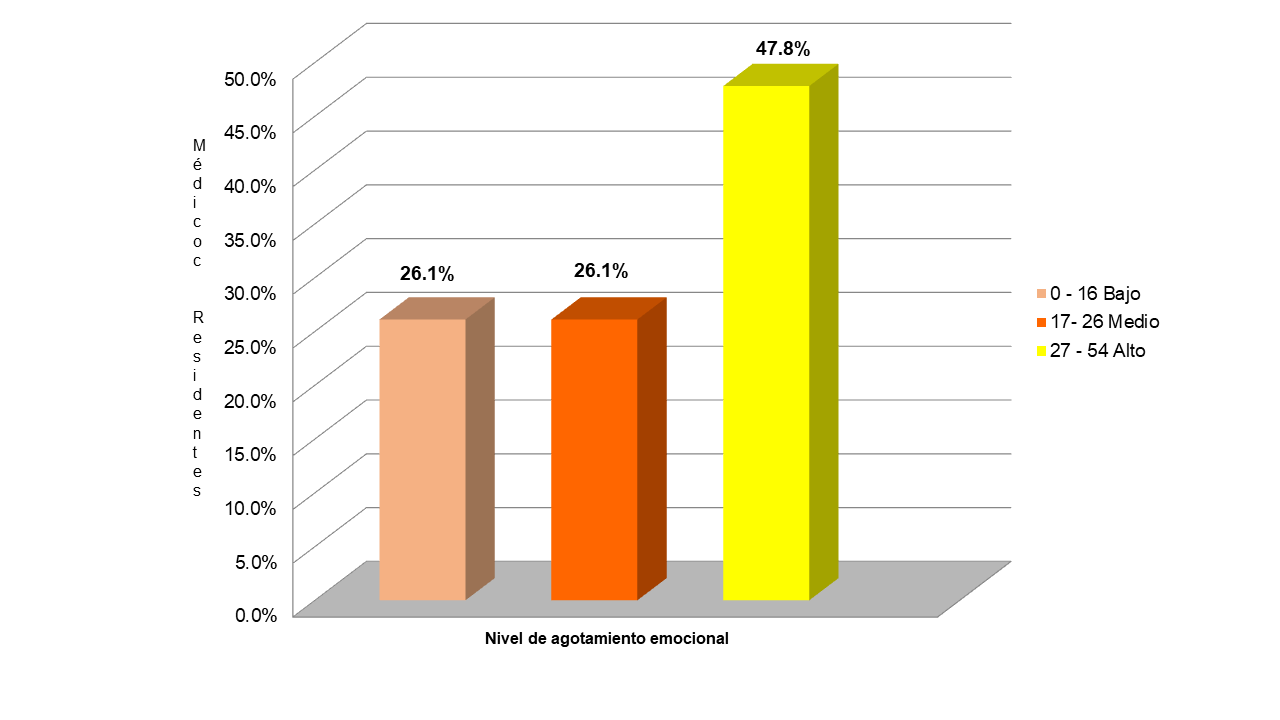 47.8%
50.0%
45.0%
40.0%
35.0%
30.0%
25.0%
20.0%
15.0%
10.0%
5.0%
0.0%
Médicoc Residentes
26.1%
26.1%
0 - 16 Bajo
17- 26 Medio
27 - 54 Alto
Nivel de agotamiento emocional